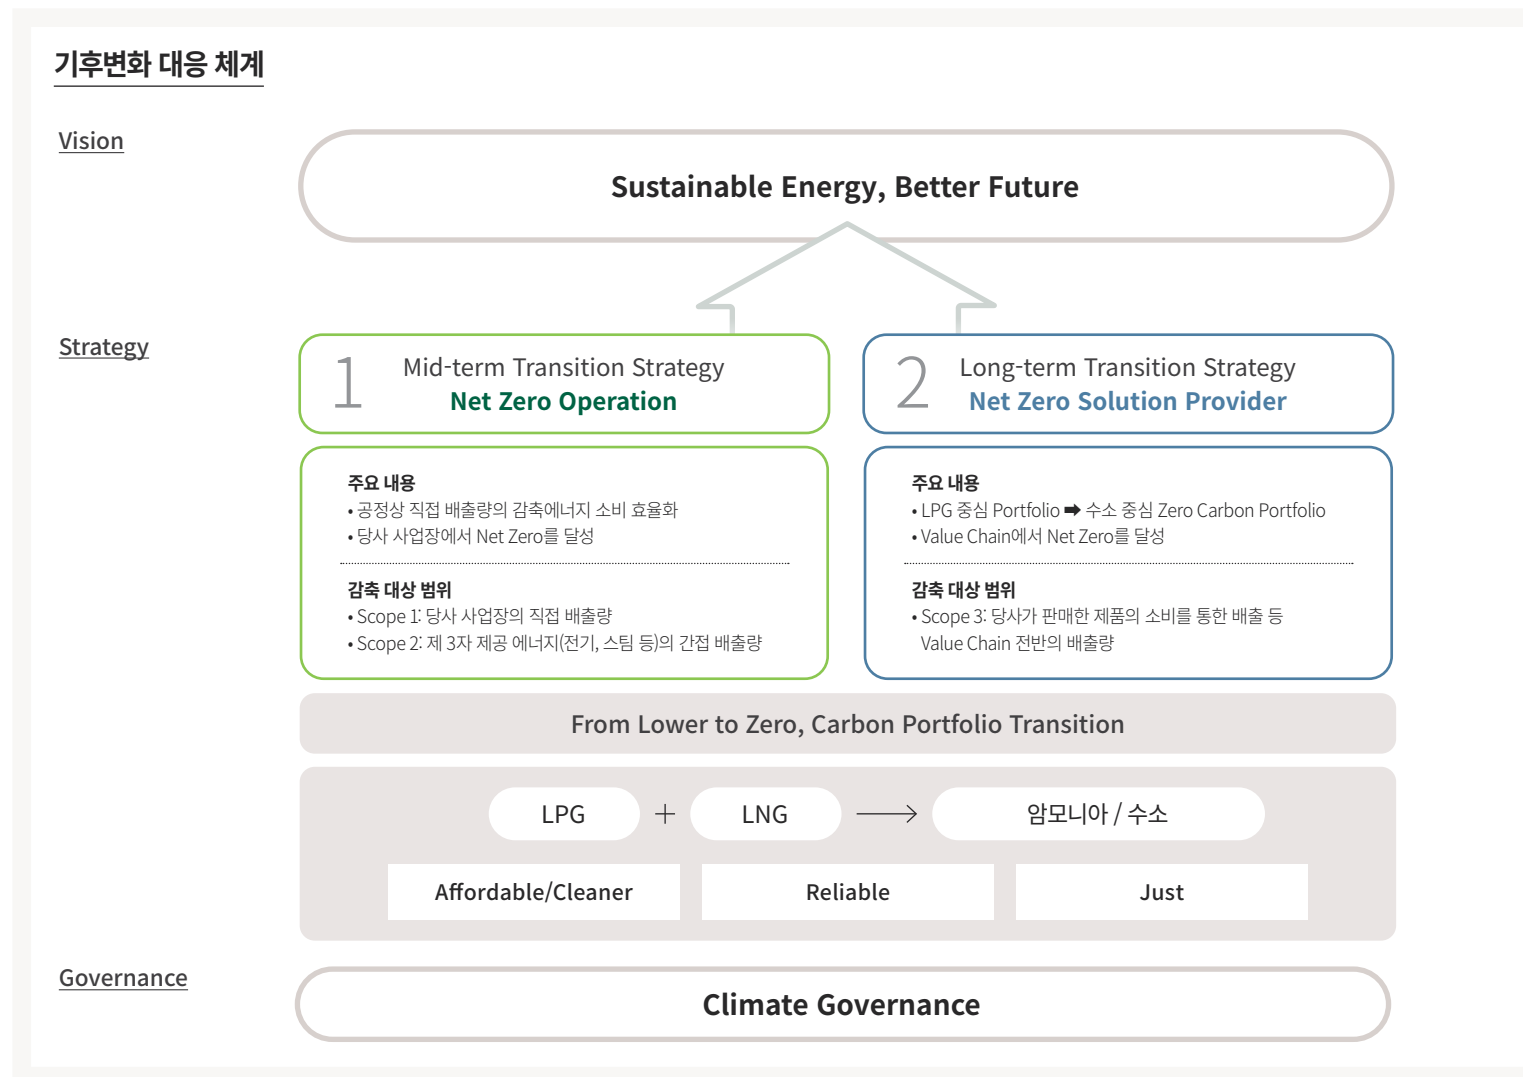 기후변화 대응 체계
Vision
Sustainable Energy, Better Future
Strategy
1
Mid-term Transition Strategy
Net Zero Operation
주요 내용
• 공정상 직접 배출량의 감축에너지 소비 효율화
• 당사 사업장에서 Net Zero를 달성
감축 대상 범위
• Scope 1: 당사 사업장의 직접 배출량
• Scope 2: 제 3자 제공 에너지(전기, 스팀 등)의 간접 배출량
2
Long-term Transition Strategy
Net Zero Solution Provider
주요 내용
• LPG 중심 Portfolio ➡ 수소 중심 Zero Carbon Portfolio
• Value Chain에서 Net Zero를 달성
감축 대상 범위
• Scope 3: 당사가 판매한 제품의 소비를 통한 배출 등
Value Chain 전반의 배출량
From Lower to Zero, Carbon Portfolio Transition
LPG + LNG → 암모니아 / 수소
Affordable/Cleaner
Reliable
Just
Governance
Climate Governance